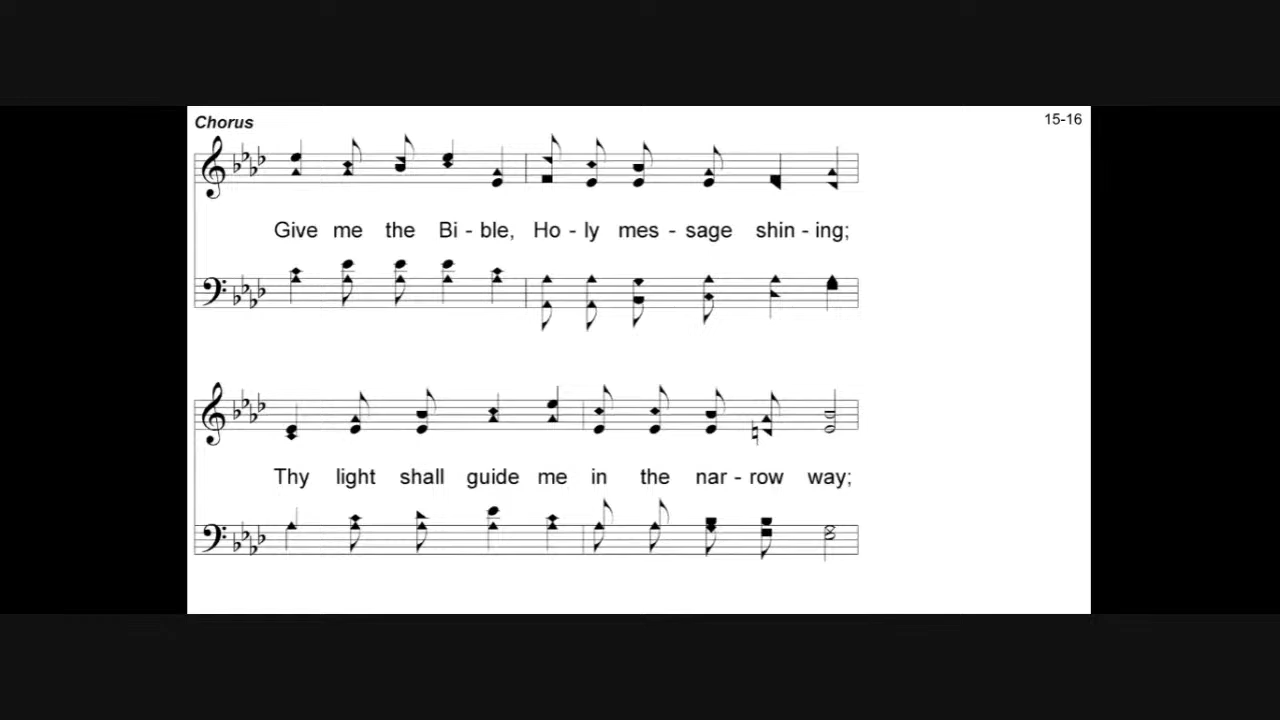 Chorus
15-16
Give me the Bi - ble, Ho - ly mes - sage shin - ing;
Thy light shall guide me in the nar - row way;